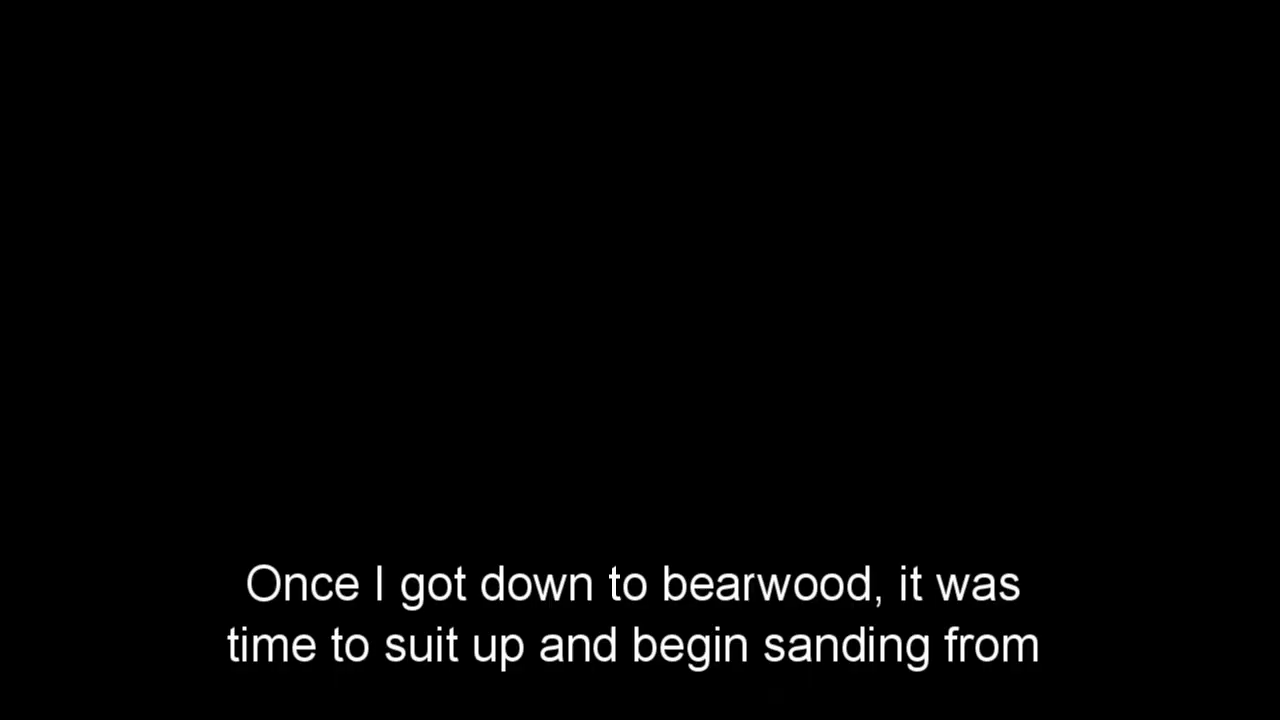 Once I got down to bearwood, it was
time to suit up and begin sanding from